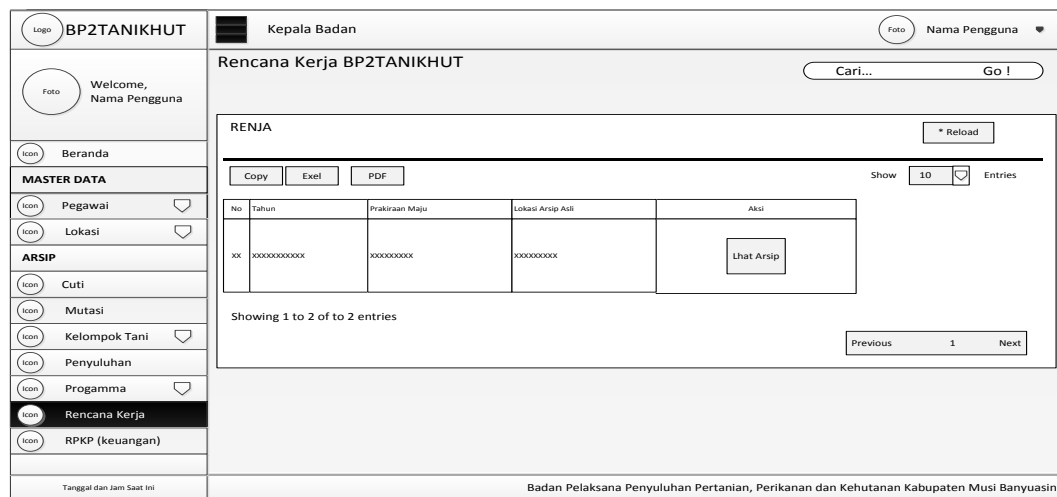 Logo BP2TANIKHUT
Kepala Badan
Foto Nama Pengguna
Foto
Welcome,
Nama Pengguna
Rencana Kerja BP2TANIKHUT
Cari... Go !
RENJA
* Reload
Copy Exel PDF
Show 10 Entries
No Tahun Prakiraan Maju Lokasi Arsip Asli Aksi
xx xxxxxxxxxxx xxxxxxxxx xxxxxxxxx Lhat Arsip
Showing 1 to 2 of to 2 entries
Previous 1 Next
Icon Beranda
MASTER DATA
Icon Pegawai
Icon Lokasi
ARSIP
Icon Cuti
Icon Mutasi
Icon Kelompok Tani
Icon Penyuluhan
Icon Progamma
Icon Rencana Kerja
Icon RPKP (keuangan)
Tanggal dan Jam Saat Ini
Badan Pelaksana Penyuluhan Pertanian, Perikanan dan Kehutanan Kabupaten Musi Banyuasin